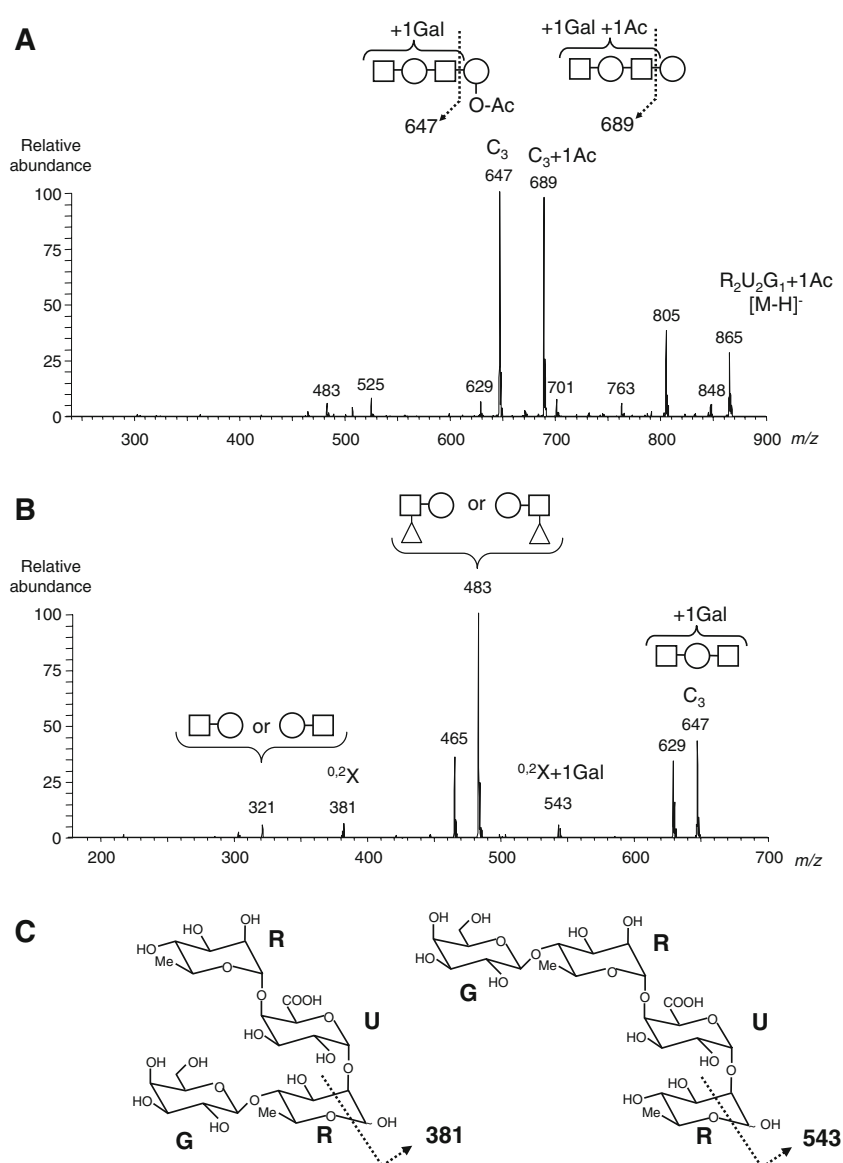 A
+1Gal
O-Ac
647
+1Gal +1Ac
689
Relative
abundance
C3
647
C3+1Ac
689
R2U2G1+1Ac
[M-H]-
100
75
50
25
0
483
525
629
701
763
805
848
865
300
400
500
600
700
800
900
m/z
B
or
483
Relative
abundance
+1Gal
C3
647
100
75
50
25
0
or
321
0,2X
381
465
0,2X+1Gal
543
629
200
300
400
500
600
700
m/z
C
HO
OH
HO
R
Me
O
O
COOH
O
U
HO
HO
O
OH
OH
HO
O
HO
O
HO
Me
O
OH
G
R
381
OH
OH
HO
O
HO
O
G
HO
OH
R
Me
O
O
COOH
O
U
HO
HO
O
HO
HO
Me
O
OH
R
543